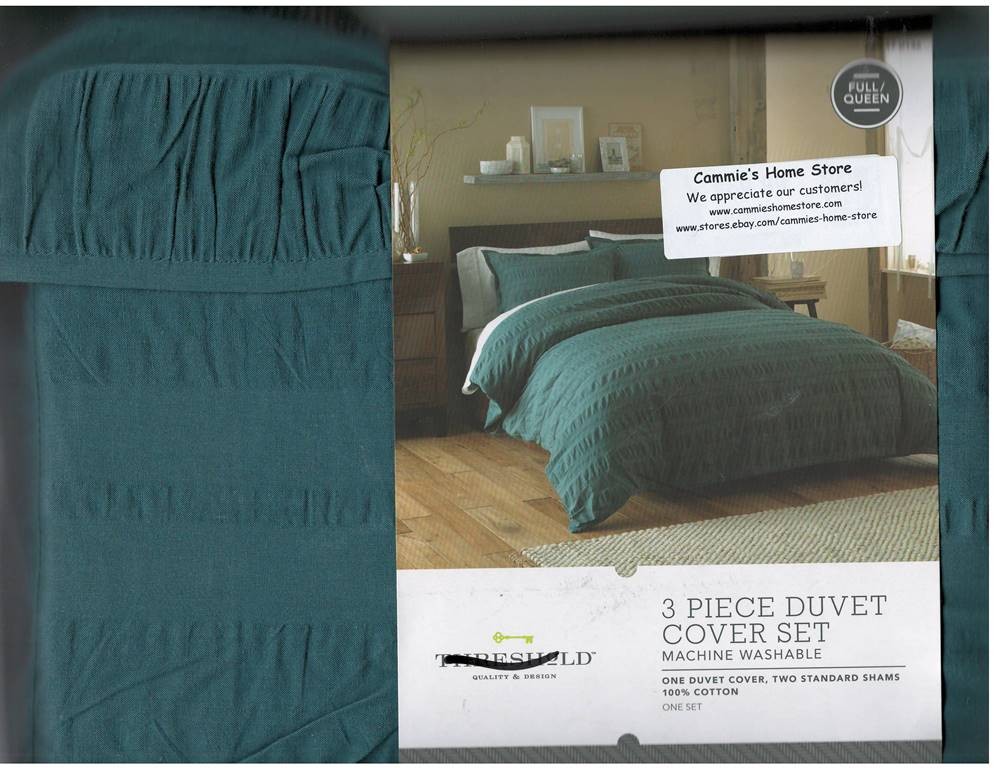 FULL/
QUEEN
Cammie's Home Store
We appreciate our customers!
www.cammieshomestore.com
www.stores.ebay.com/cammies-home-store
THRESHOLD™
QUALITY & DESIGN
3 PIECE DUVET
COVER SET
MACHINE WASHABLE
ONE DUVET COVER, TWO STANDARD SHAMS
100% COTTON
ONE SET